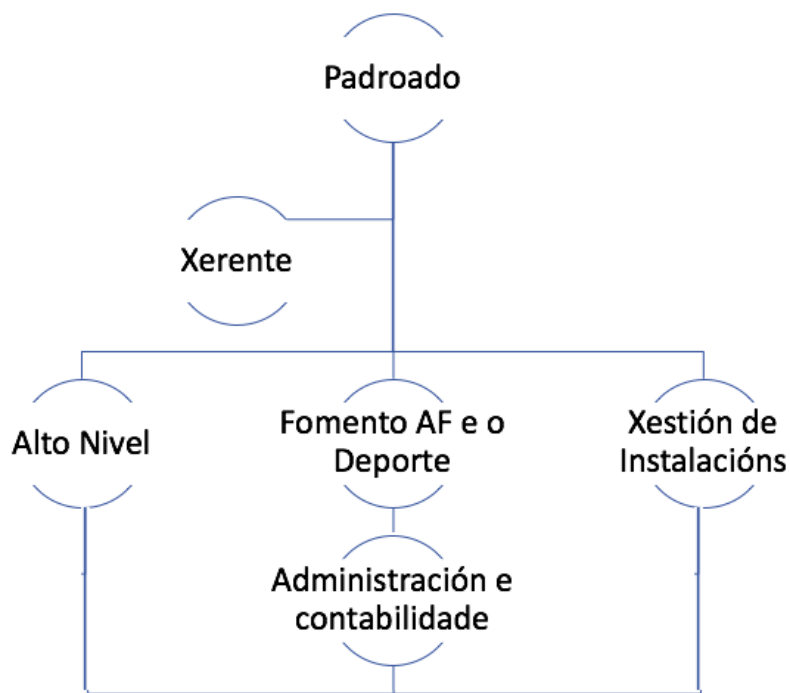 Padroado
Xerente
Alto Nivel
Fomento AF e o
Deporte
Xestión de
Instalacións
Administración e
contabilidade